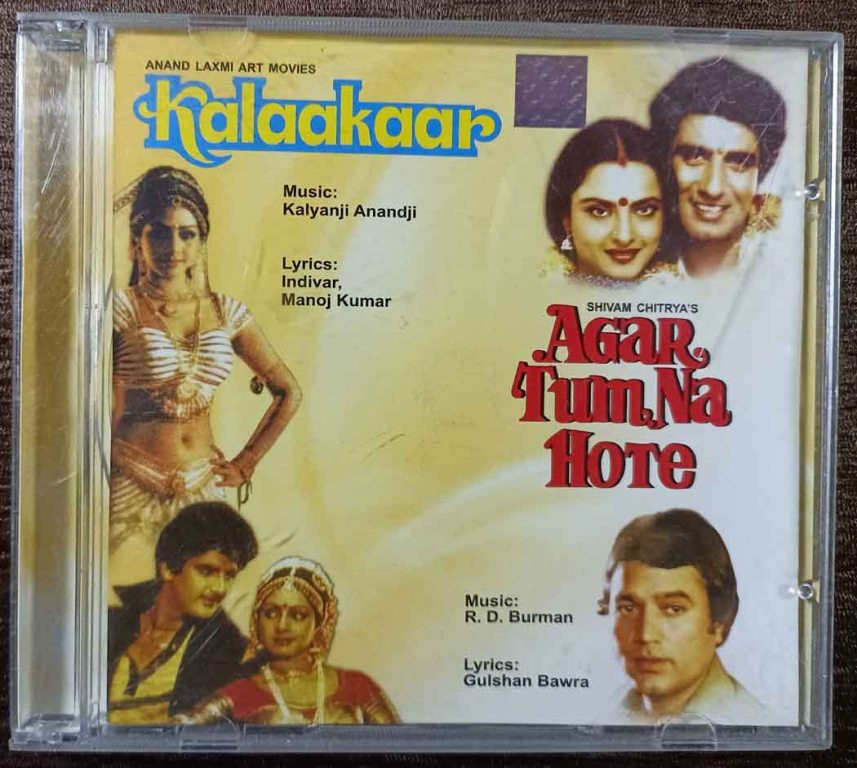 ANAND LAXMI ART MOVIES
Kalaakaar
Music:
Kalyanji Anandji
Lyrics:
Indivar,
Manoj Kumar
SHIVAM CHITRYA'S
AGAR
TUM NA
HOTE
Music:
R. D. Burman
Lyrics:
Gulshan Bawra